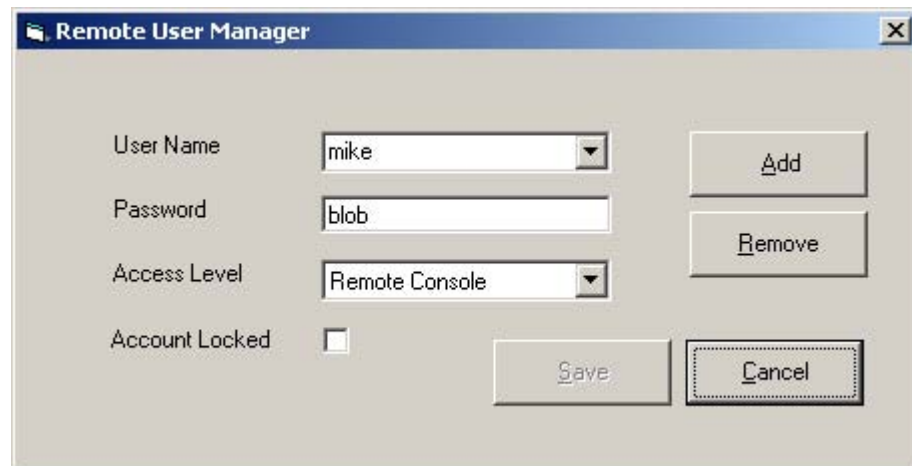 Remote User Manager
User Name
mike
Add
Password
blob
Remove
Access Level
Remote Console
Account Locked
Save
Cancel